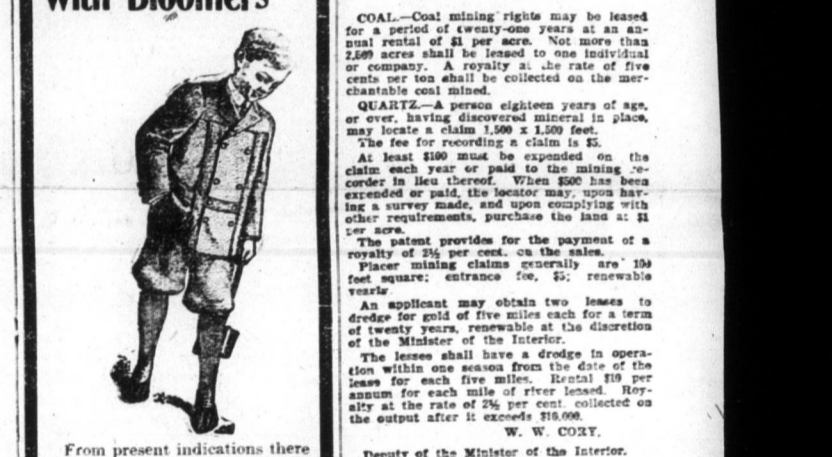 with Bloomers
From present indications there
COAL.—Coal mining rights may be leased
for a period of twenty-one years at an an-
nual rental of $1 per acre. Not more than
2,560 acres shall be leased to one individual
or company. A royalty at the rate of five
cents per ton shall be collected on the mer-
chantable coal mined.
QUARTZ.—A person eighteen years of age,
or over, having discovered mineral in place,
may locate a claim 1,500 x 1,500 feet.
The fee for recording a claim is $5.
At least $100 must be expended on the
claim each year or paid to the mining re-
corder in lieu thereof. When $500 has been
expended or paid, the locator may, upon hav-
ing a survey made, and upon complying with
other requirements, purchase the land at $1
per acre.
The patent provides for the payment of a
royalty of 2½ per cent. on the sales.
Placer mining claims generally are 100
feet square; entrance fee, $5; renewable
yearly.
An applicant may obtain two leases to
dredge for gold of five miles each for a term
of twenty years, renewable at the discretion
of the Minister of the Interior.
The lessee shall have a dredge in opera-
tion within one season from the date of the
lease for each five miles. Rental $10 per
annum for each mile of river leased. Roy-
alty at the rate of 2½ per cent. collected on
the output after it exceeds $10,000.
W. W. CORY,
Deputy of the Minister of the Interior.